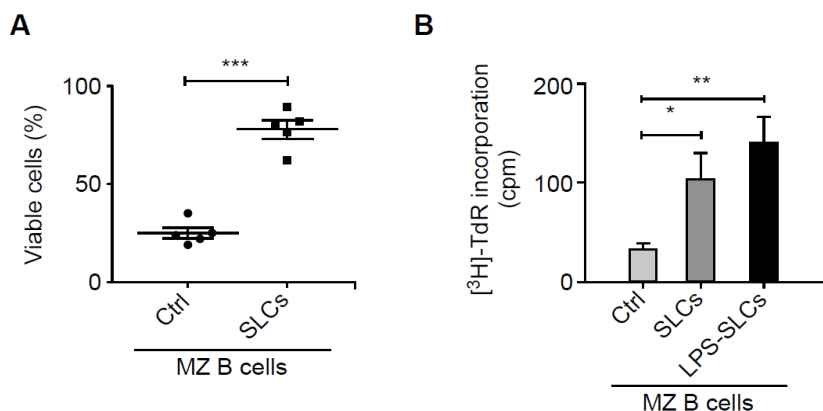 A
***
100
50
0
Viable cells (%)
Ctrl
SLCs
MZ B cells
B
**
*
200
100
0
[³H]-TdR incorporation
(cpm)
Ctrl
SLCs
LPS-SLCs
MZ B cells